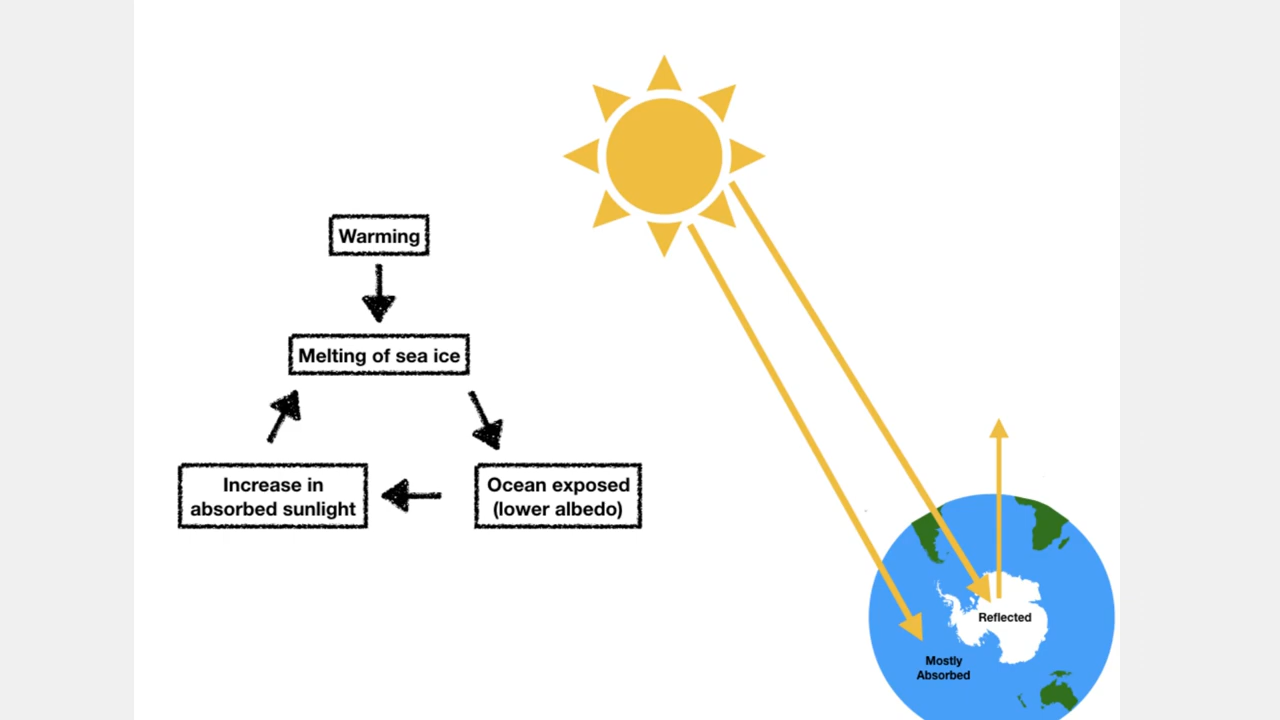 Warming
Melting of sea ice
Increase in
absorbed sunlight
Ocean exposed
(lower albedo)
Reflected
Mostly
Absorbed